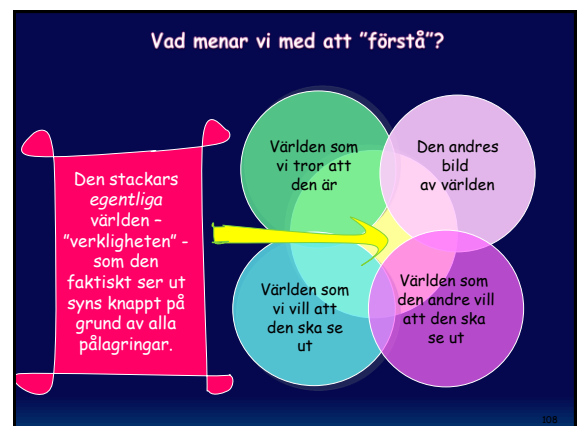 Vad menar vi med att ”förstå”?
Den stackars
egentliga
världen –
”verkligheten” -
som den
faktiskt ser ut
syns knappt på
grund av alla
pålagringar.
Världen som
vi tror att
den är
Den andres
bild
av världen
Världen som
vi vill att
den ska se
ut
Världen som
den andre vill
att den ska
se ut
108